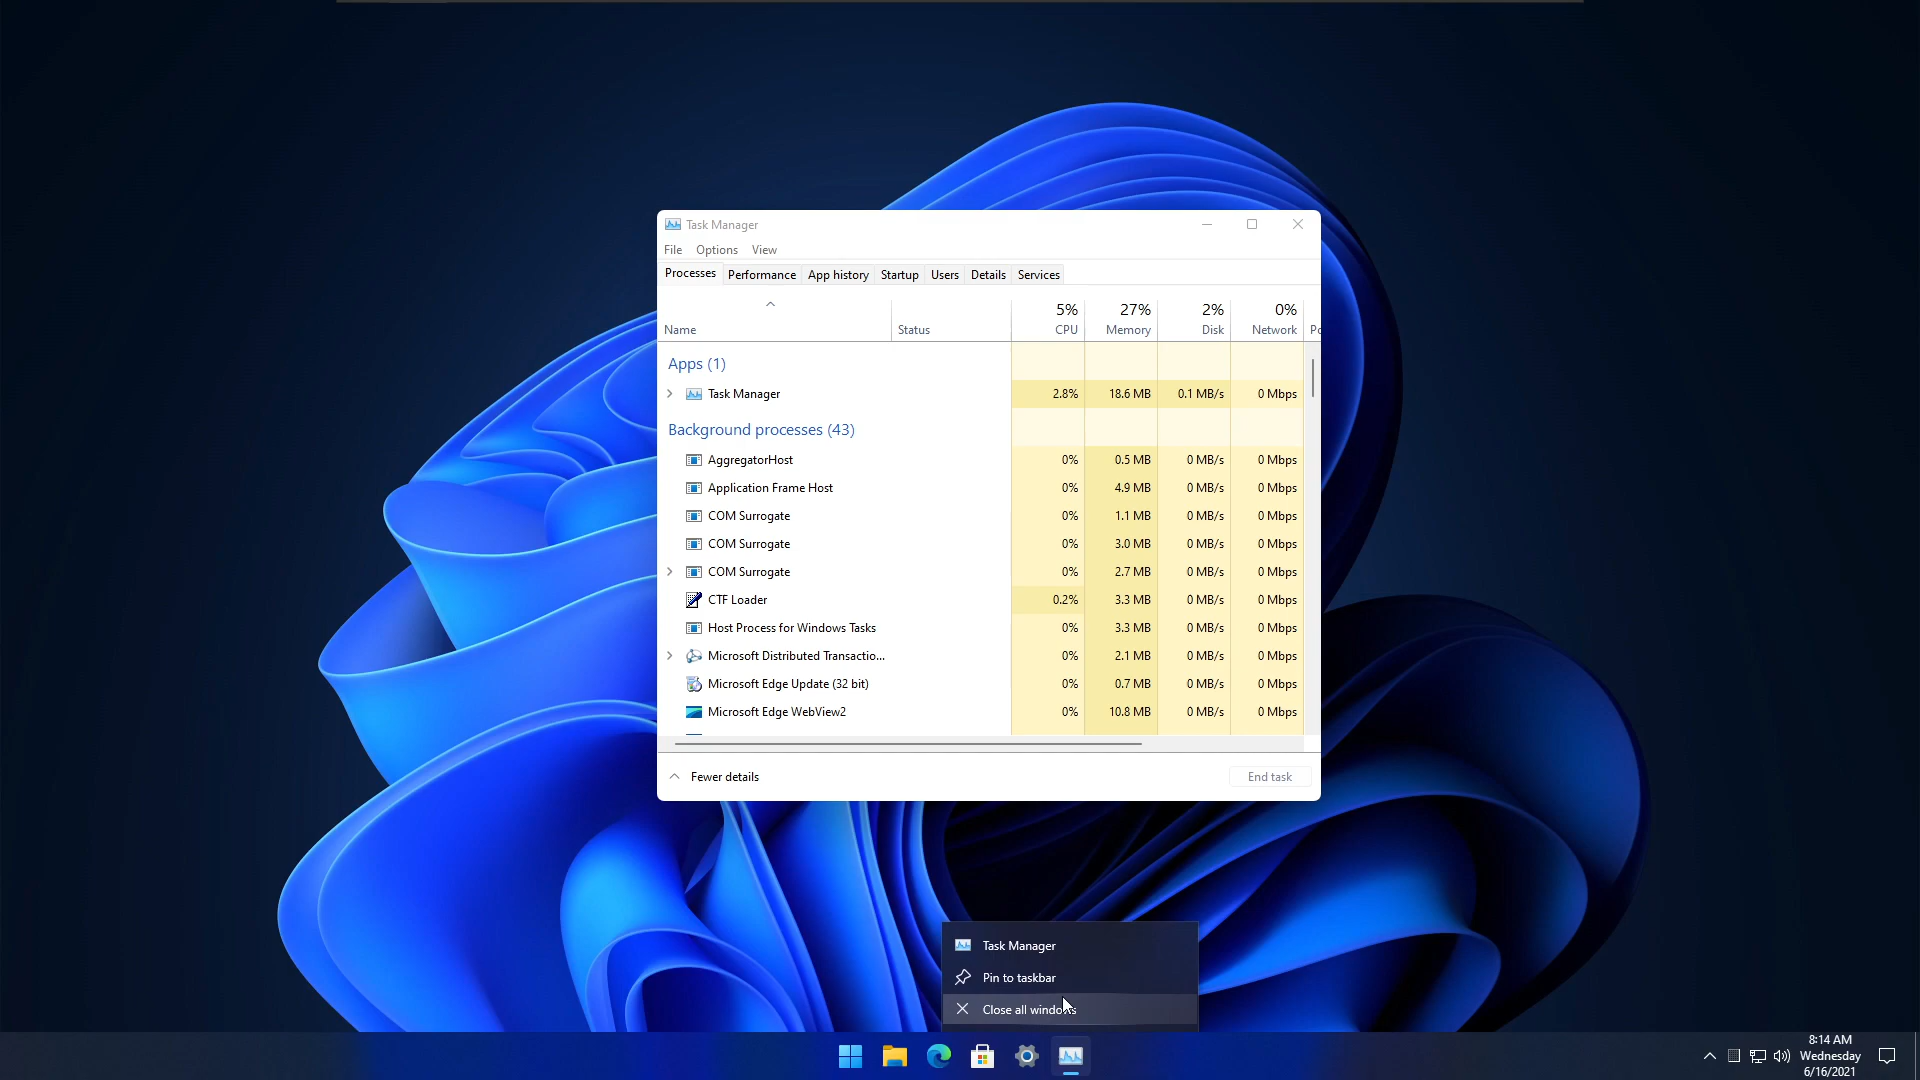 Task Manager
File Options View
Processes Performance App history Startup Users Details Services
5% 27% 2% 0%
Name Status CPU Memory Disk Network Po
Apps (1)
Task Manager 2.8% 18.6 MB 0.1 MB/s 0 Mbps
Background processes (43)
AggregatorHost 0% 0.5 MB 0 MB/s 0 Mbps
Application Frame Host 0% 4.9 MB 0 MB/s 0 Mbps
COM Surrogate 0% 1.1 MB 0 MB/s 0 Mbps
COM Surrogate 0% 3.0 MB 0 MB/s 0 Mbps
COM Surrogate 0% 2.7 MB 0 MB/s 0 Mbps
CTF Loader 0.2% 3.3 MB 0 MB/s 0 Mbps
Host Process for Windows Tasks 0% 3.3 MB 0 MB/s 0 Mbps
Microsoft Distributed Transactio... 0% 2.1 MB 0 MB/s 0 Mbps
Microsoft Edge Update (32 bit) 0% 0.7 MB 0 MB/s 0 Mbps
Microsoft Edge WebView2 0% 10.8 MB 0 MB/s 0 Mbps
Fewer details End task
Task Manager
Pin to taskbar
Close all windows
8:14 AM
Wednesday
6/16/2021